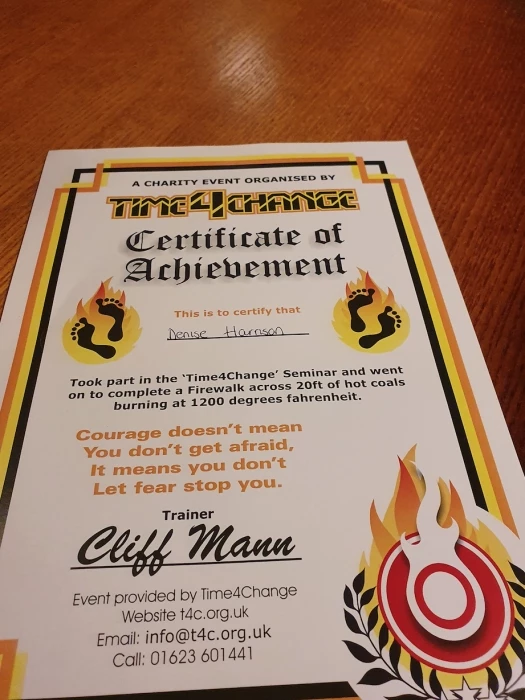 A CHARITY EVENT ORGANISED BY
TIME4CHANGE
Certificate of
Achievement
This is to certify that
Denise Harrison
Took part in the 'Time4Change' Seminar and went
on to complete a Firewalk across 20ft of hot coals
burning at 1200 degrees fahrenheit.
Courage doesn't mean
You don't get afraid,
It means you don't
Let fear stop you.
Trainer
Cliff Mann
Event provided by Time4Change
Website t4c.org.uk
Email: info@t4c.org.uk
Call: 01623 601441